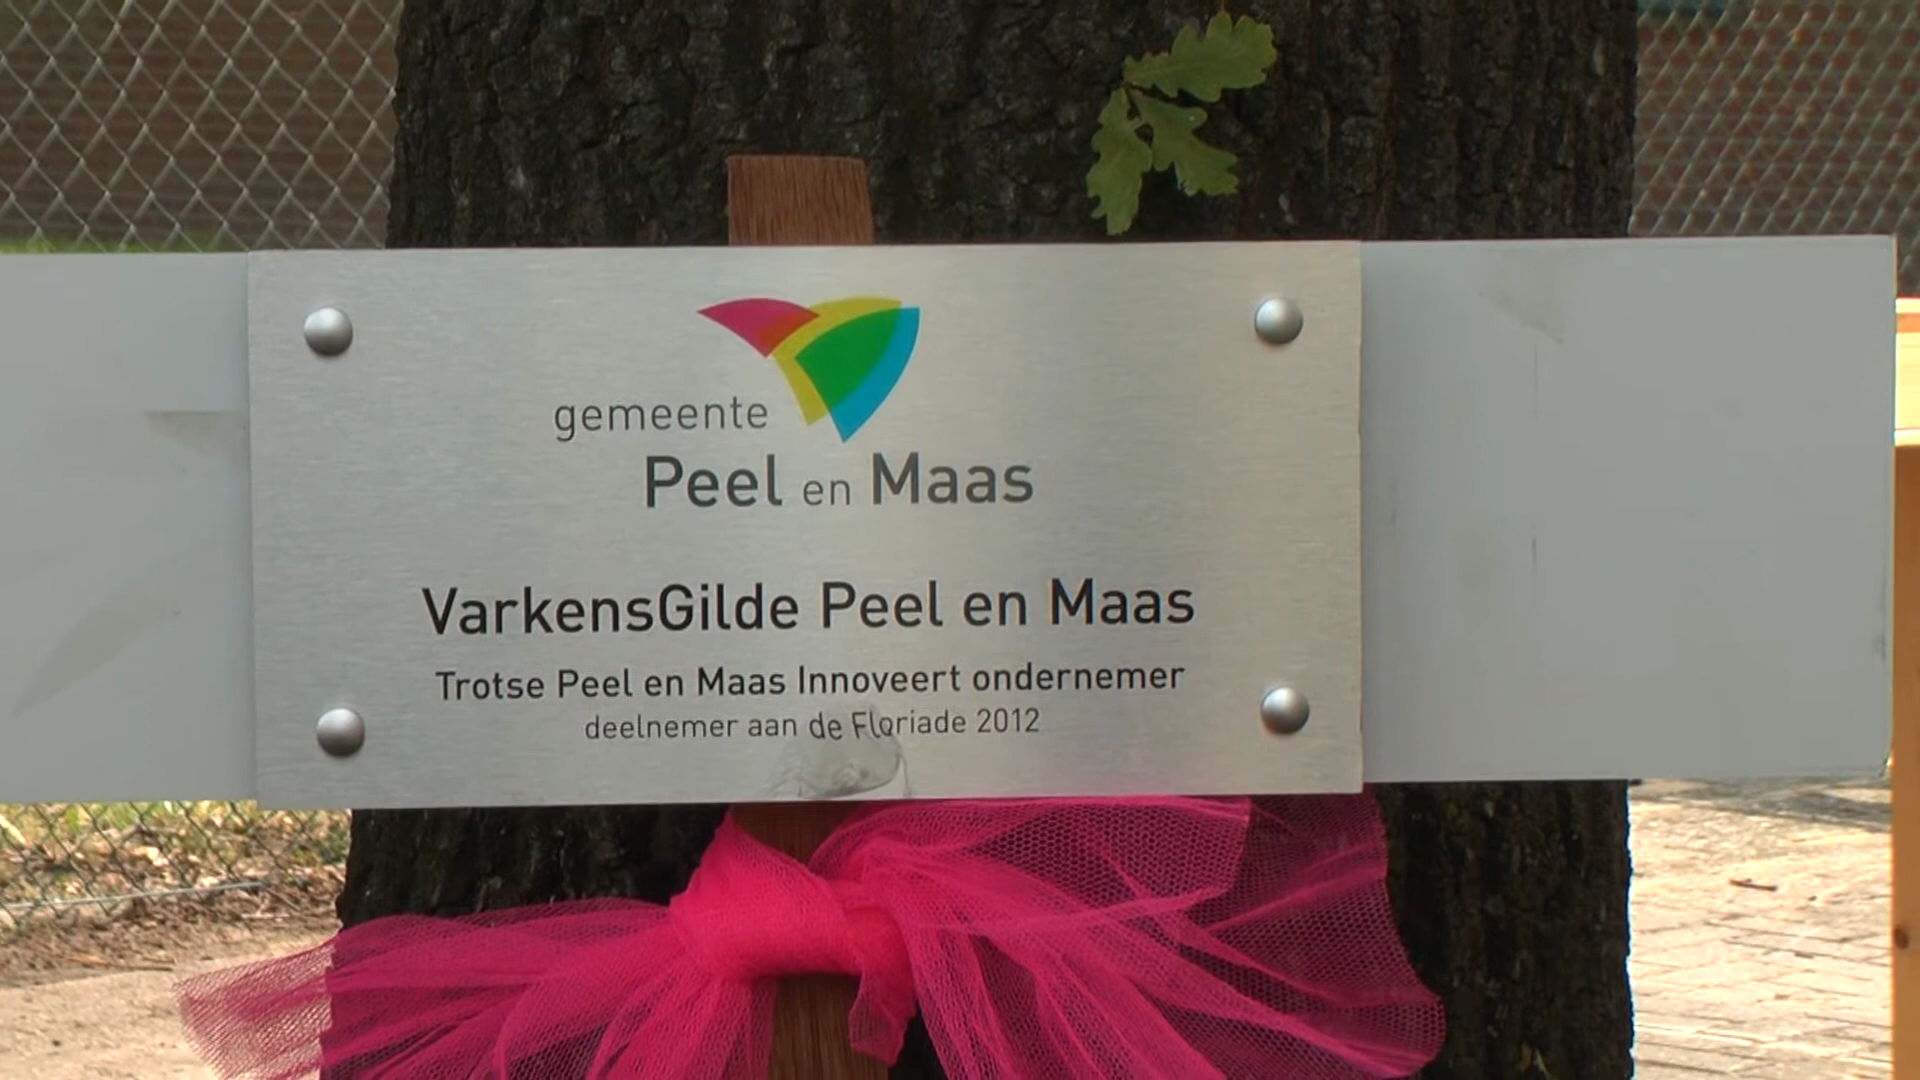 gemeente
Peel en Maas
VarkensGilde Peel en Maas
Trotse Peel en Maas Innoveert ondernemer
deelnemer aan de Floriade 2012